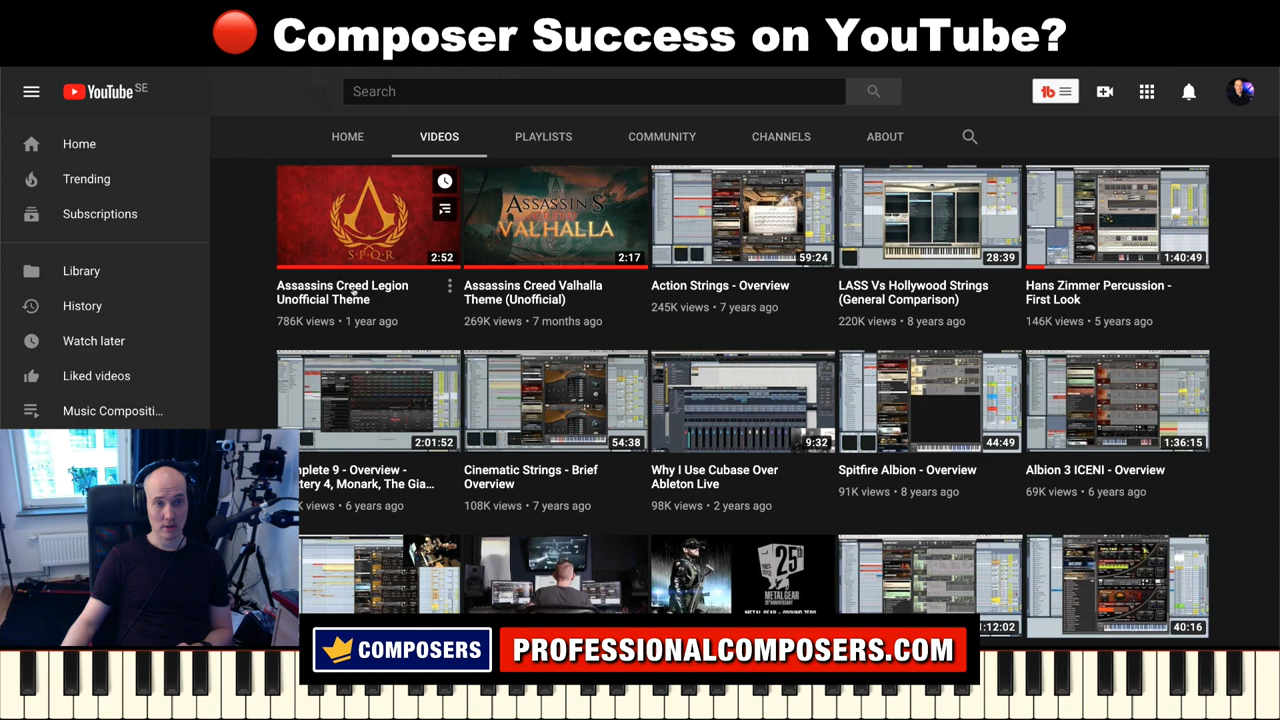 Composer Success on YouTube?
YouTube SE
Search
HOME
VIDEOS
PLAYLISTS
COMMUNITY
CHANNELS
ABOUT
Home
Trending
Subscriptions
Library
History
Watch later
Liked videos
Music Compositi...
S.P.Q.R
2:52
Assassins Creed Legion
Unofficial Theme
786K views • 1 year ago
ASSASSIN'S
VALHALLA
2:17
Assassins Creed Valhalla
Theme (Unofficial)
269K views • 7 months ago
59:24
Action Strings - Overview
245K views • 7 years ago
28:39
LASS Vs Hollywood Strings
(General Comparison)
220K views • 8 years ago
1:40:49
Hans Zimmer Percussion -
First Look
146K views • 5 years ago
2:01:52
nplete 9 - Overview -
tery 4, Monark, The Gia...
K views • 6 years ago
54:38
Cinematic Strings - Brief
Overview
108K views • 7 years ago
9:32
Why I Use Cubase Over
Ableton Live
98K views • 2 years ago
44:49
Spitfire Albion - Overview
91K views • 8 years ago
1:36:15
Albion 3 ICENI - Overview
69K views • 6 years ago
25th
ANNIVERSARY
METAL GEAR
1:12:02
40:16
COMPOSERS
PROFESSIONALCOMPOSERS.COM